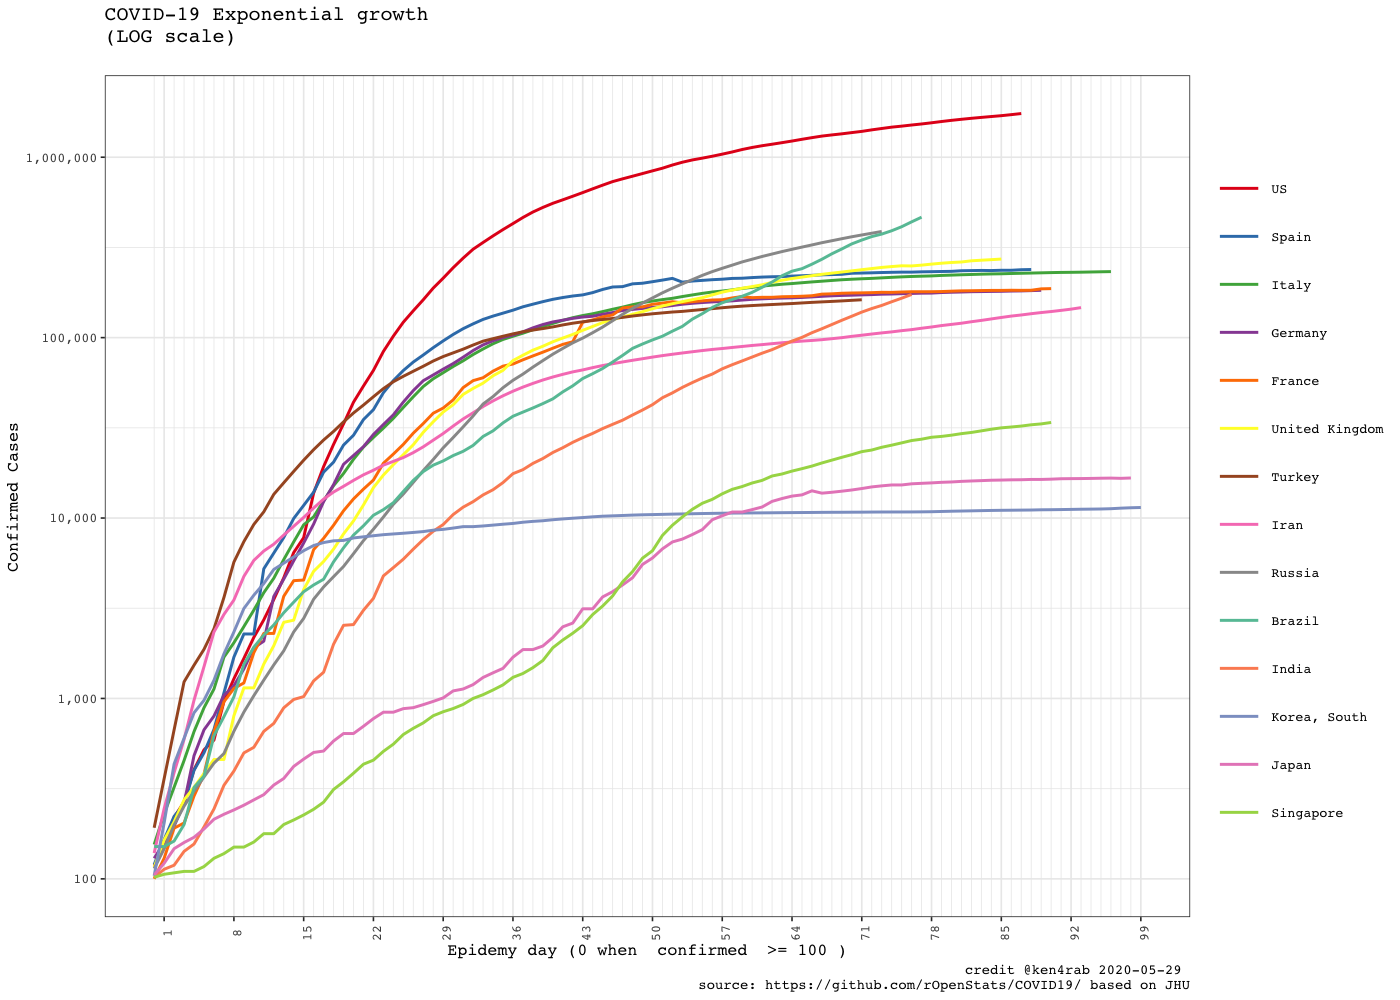 COVID-19 Exponential growth
(LOG scale)
Confirmed Cases
1,000,000
100,000
10,000
1,000
100
1
8
15
22
29
36
43
50
57
64
71
78
85
92
99
Epidemy day (0 when  confirmed  >= 100 )
US
Spain
Italy
Germany
France
United Kingdom
Turkey
Iran
Russia
Brazil
India
Korea, South
Japan
Singapore
credit @ken4rab 2020-05-29
source: https://github.com/rOpenStats/COVID19/ based on JHU